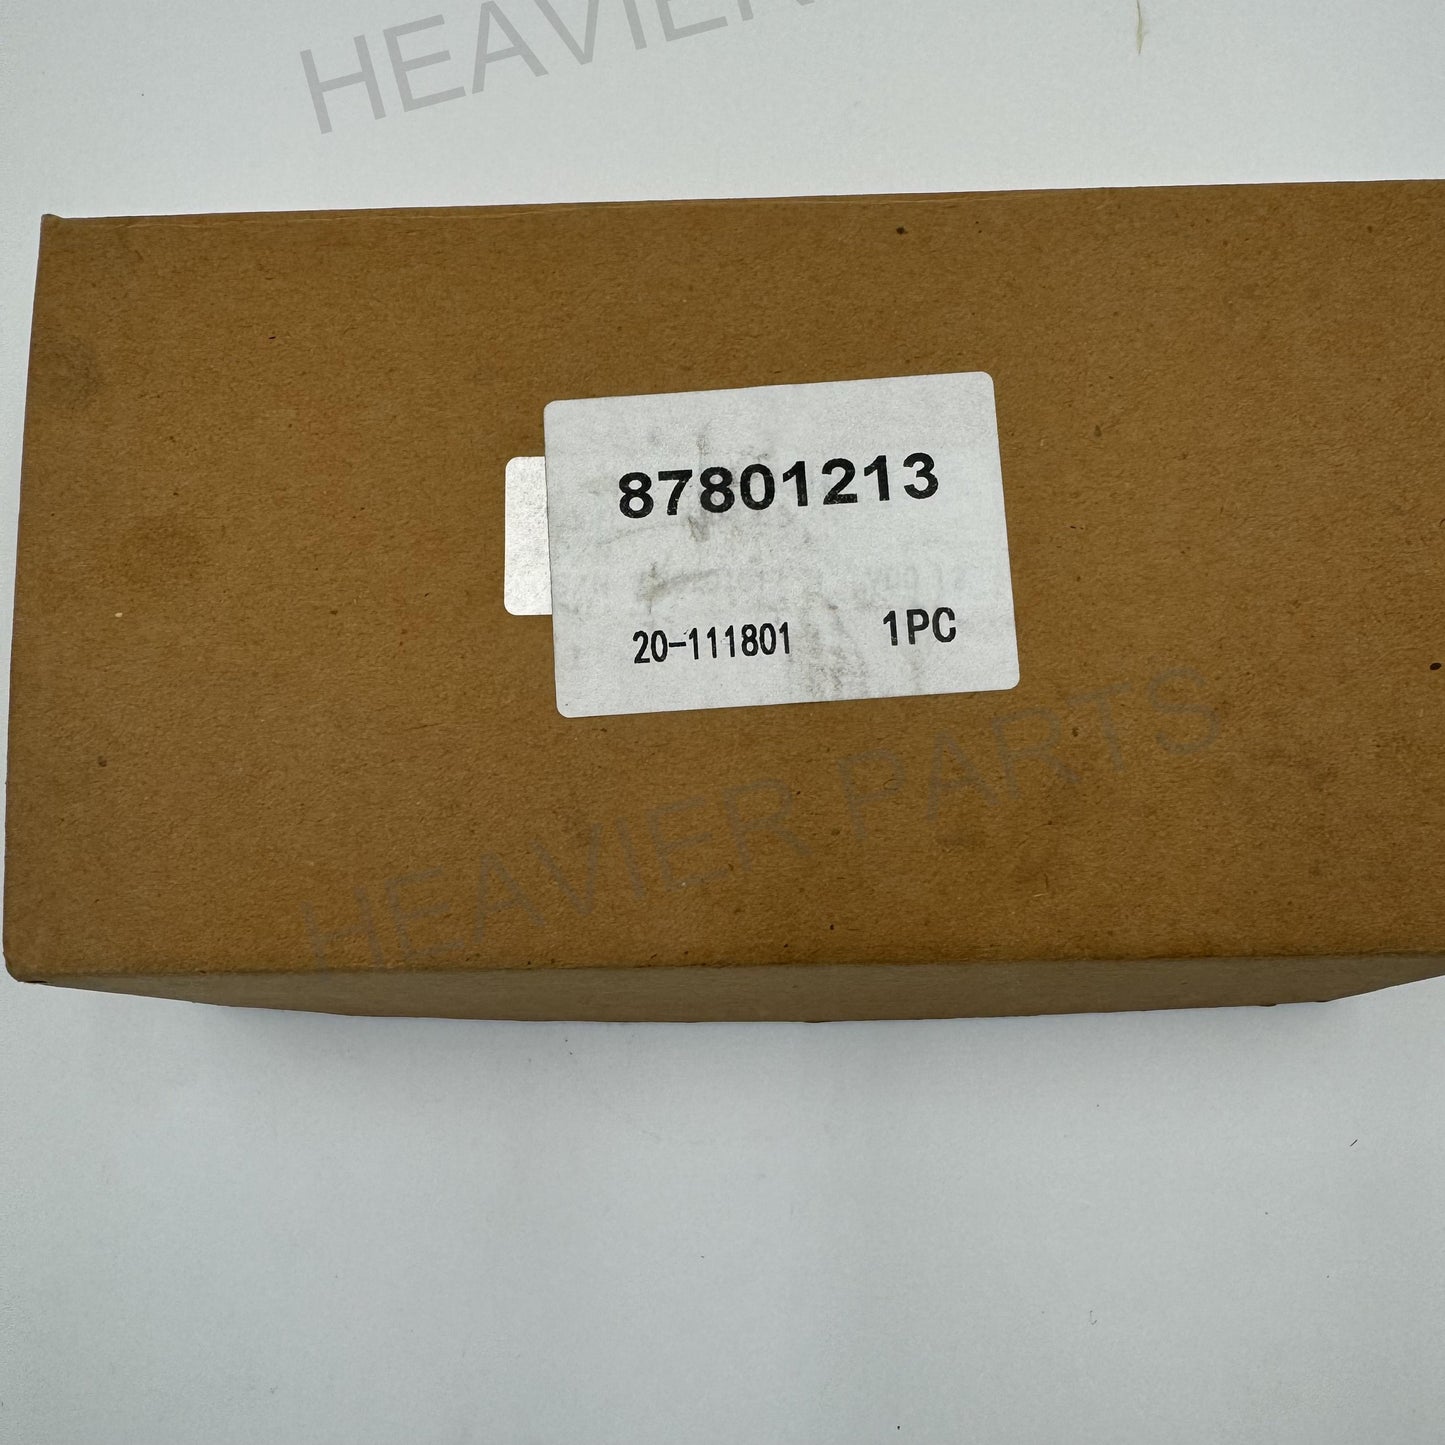 HEAVIER
87801213
20-111801 1PC
HEAVIER PARTS